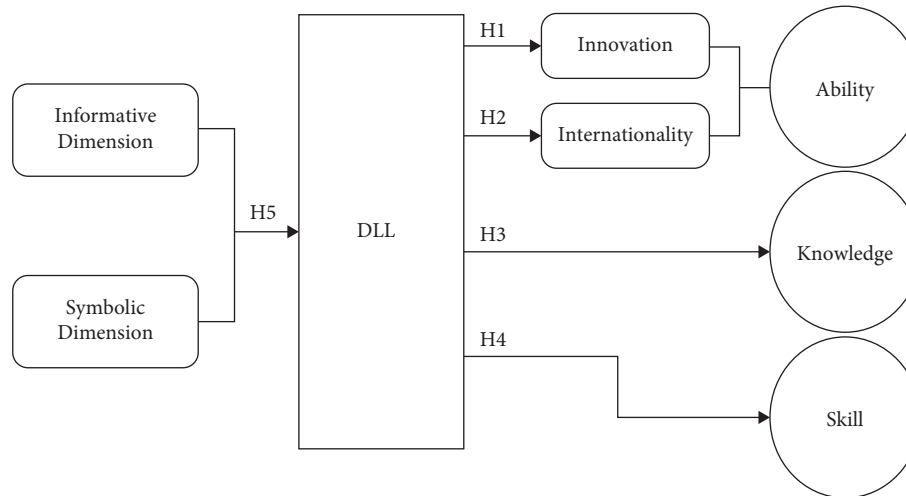 Informative
Dimension
Symbolic
Dimension
H5
DLL
H1
Innovation
H2
Internationality
H3
H4
Ability
Knowledge
Skill